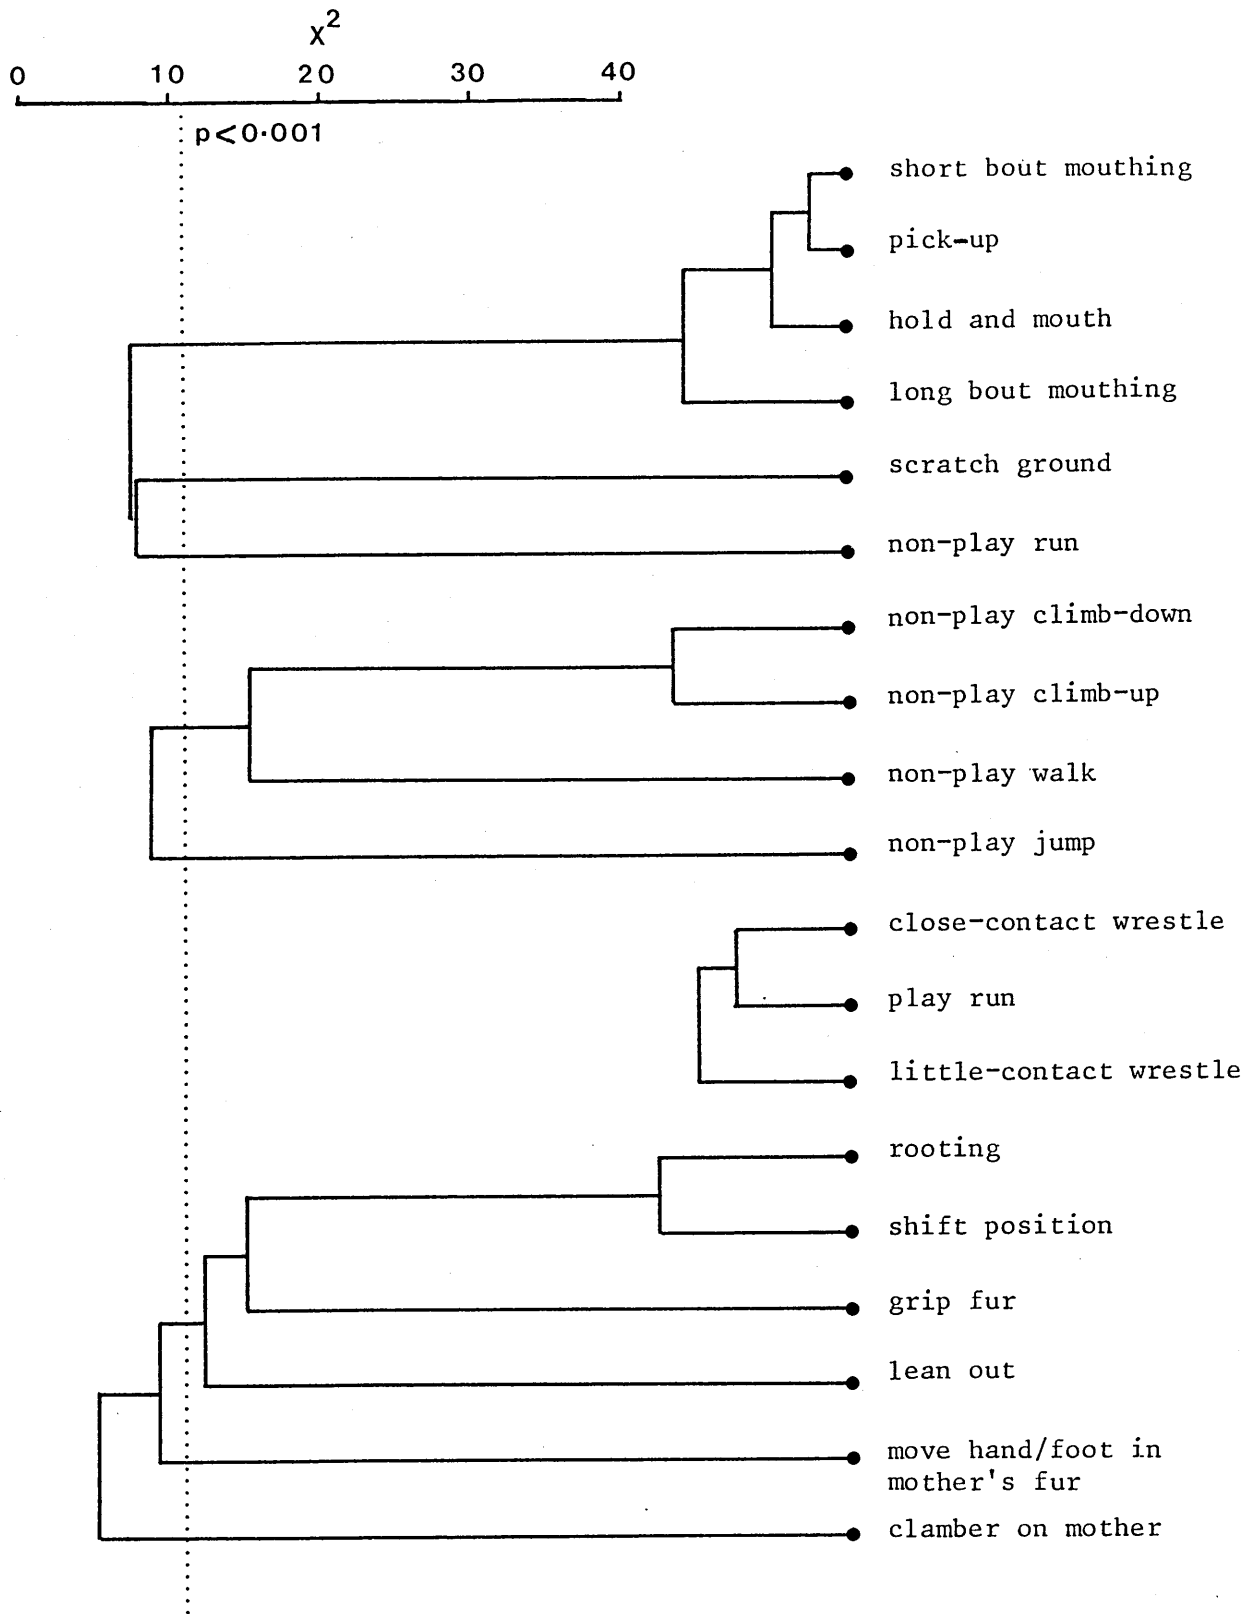 X²
0 10 20 30 40
p<0·001
short bout mouthing
pick-up
hold and mouth
long bout mouthing
scratch ground
non-play run
non-play climb-down
non-play climb-up
non-play walk
non-play jump
close-contact wrestle
play run
little-contact wrestle
rooting
shift position
grip fur
lean out
move hand/foot in
mother's fur
clamber on mother